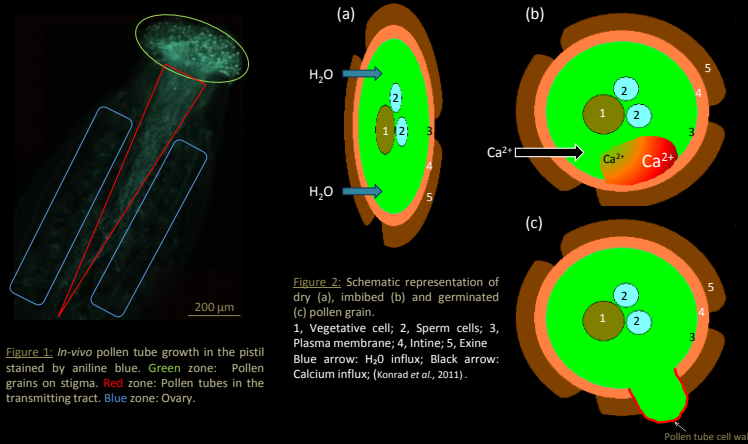 (a)
H2O
2
1
2
3
4
5
H2O
(b)
5
2
4
1
2
3
Ca2+
Ca2+
Ca2+
(c)
5
2
4
1
2
3
Pollen tube cell wal
200 µm
Figure 1: In-vivo pollen tube growth in the pistil
stained by aniline blue. Green zone: Pollen
grains on stigma. Red zone: Pollen tubes in the
transmitting tract. Blue zone: Ovary.
Figure 2: Schematic representation of
dry (a), imbibed (b) and germinated
(c) pollen grain.
1, Vegetative cell; 2, Sperm cells; 3,
Plasma membrane; 4, Intine; 5, Exine
Blue arrow: H20 influx; Black arrow:
Calcium influx; (Konrad et al., 2011) .